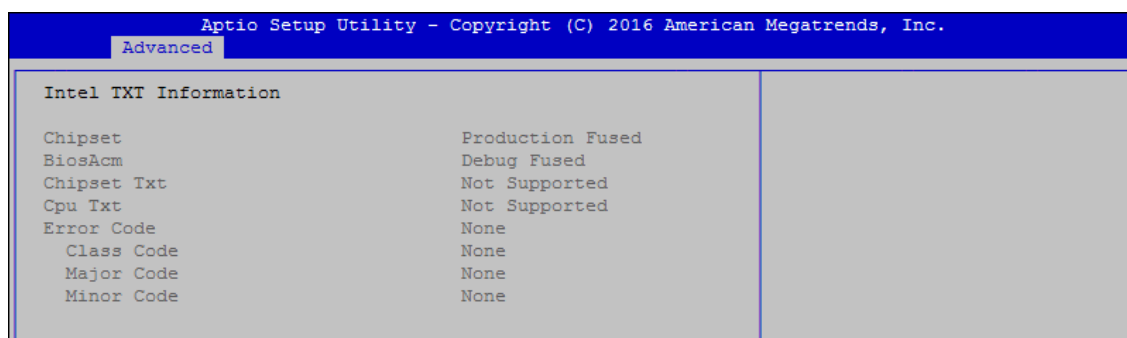 Aptio Setup Utility – Copyright (C) 2016 American Megatrends, Inc.
Advanced
Intel TXT Information
Chipset Production Fused
BiosAcm Debug Fused
Chipset Txt Not Supported
Cpu Txt Not Supported
Error Code None
Class Code None
Major Code None
Minor Code None